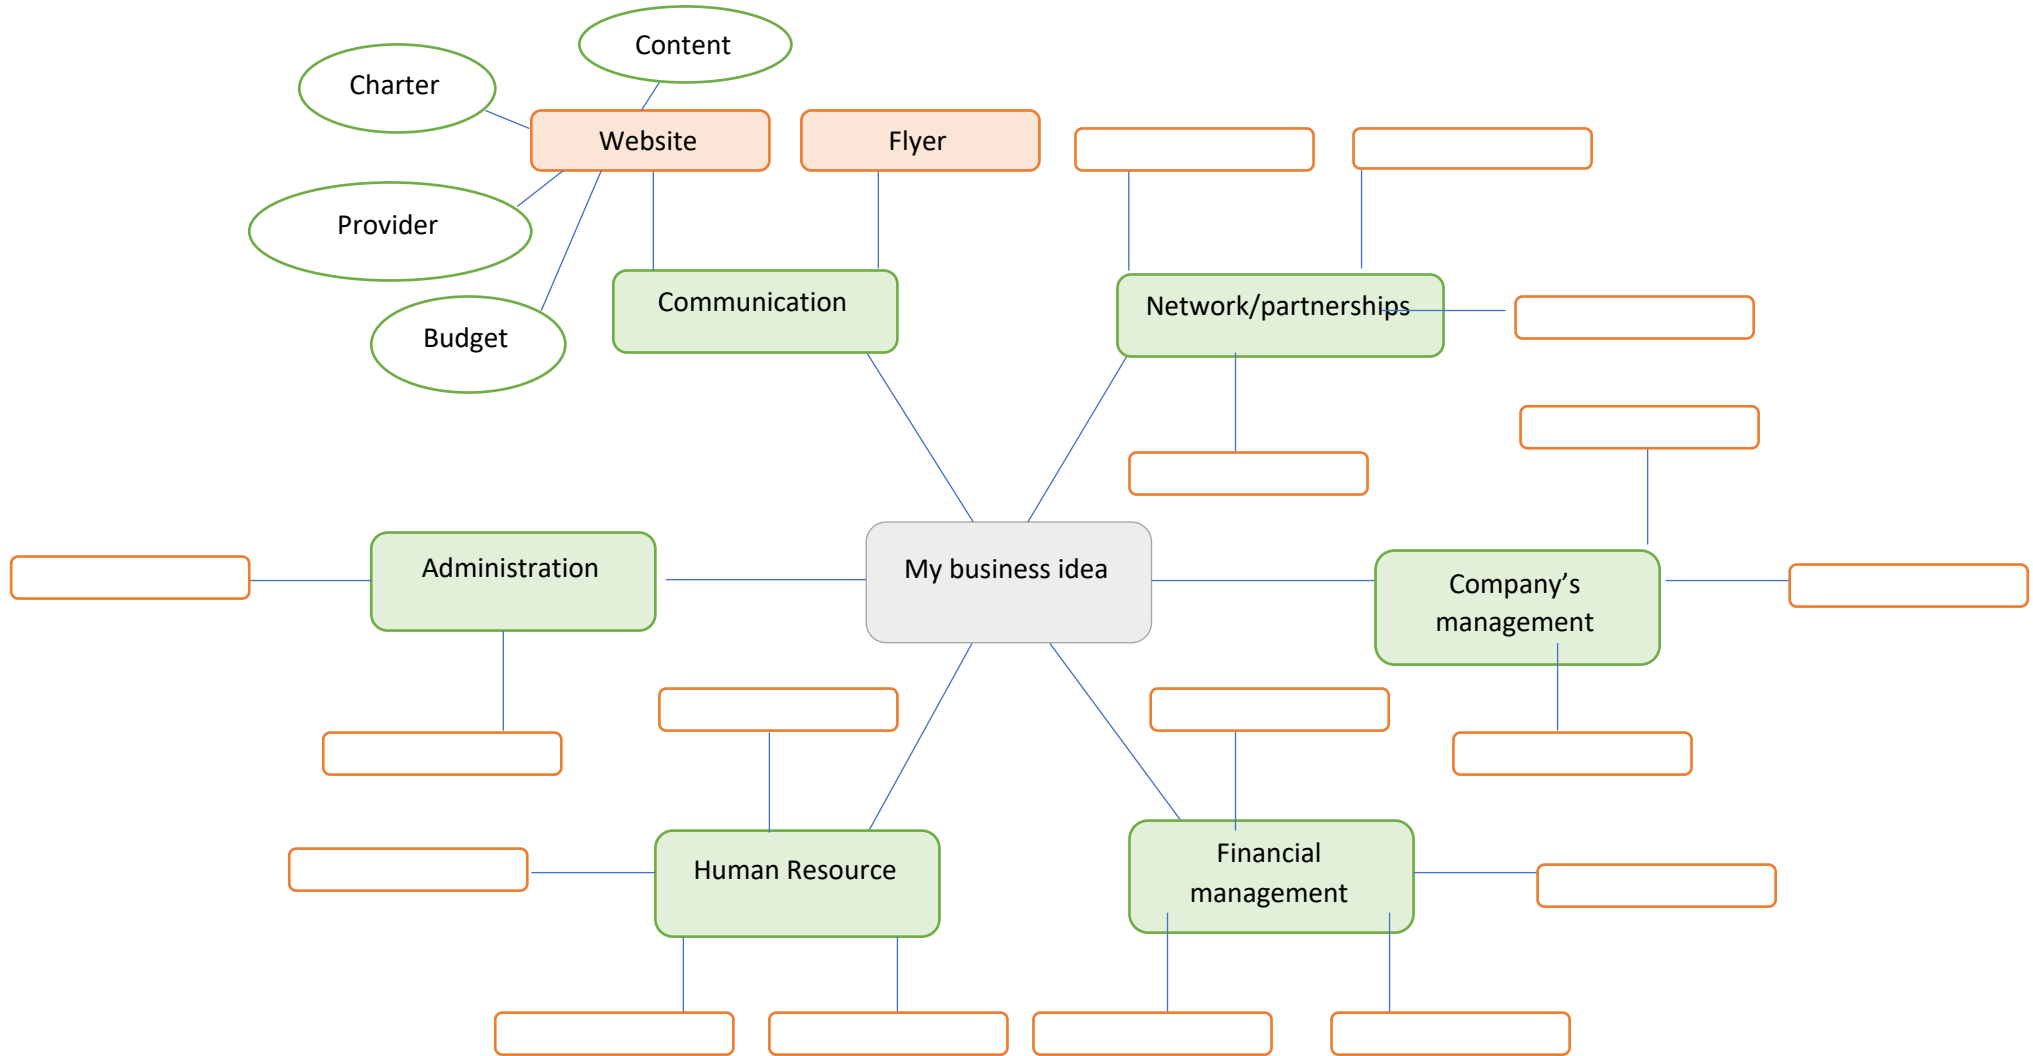 Content
Charter
Website
Flyer
Provider
Communication
Network/partnerships
Budget
Administration
My business idea
Company’s
management
Human Resource
Financial
management